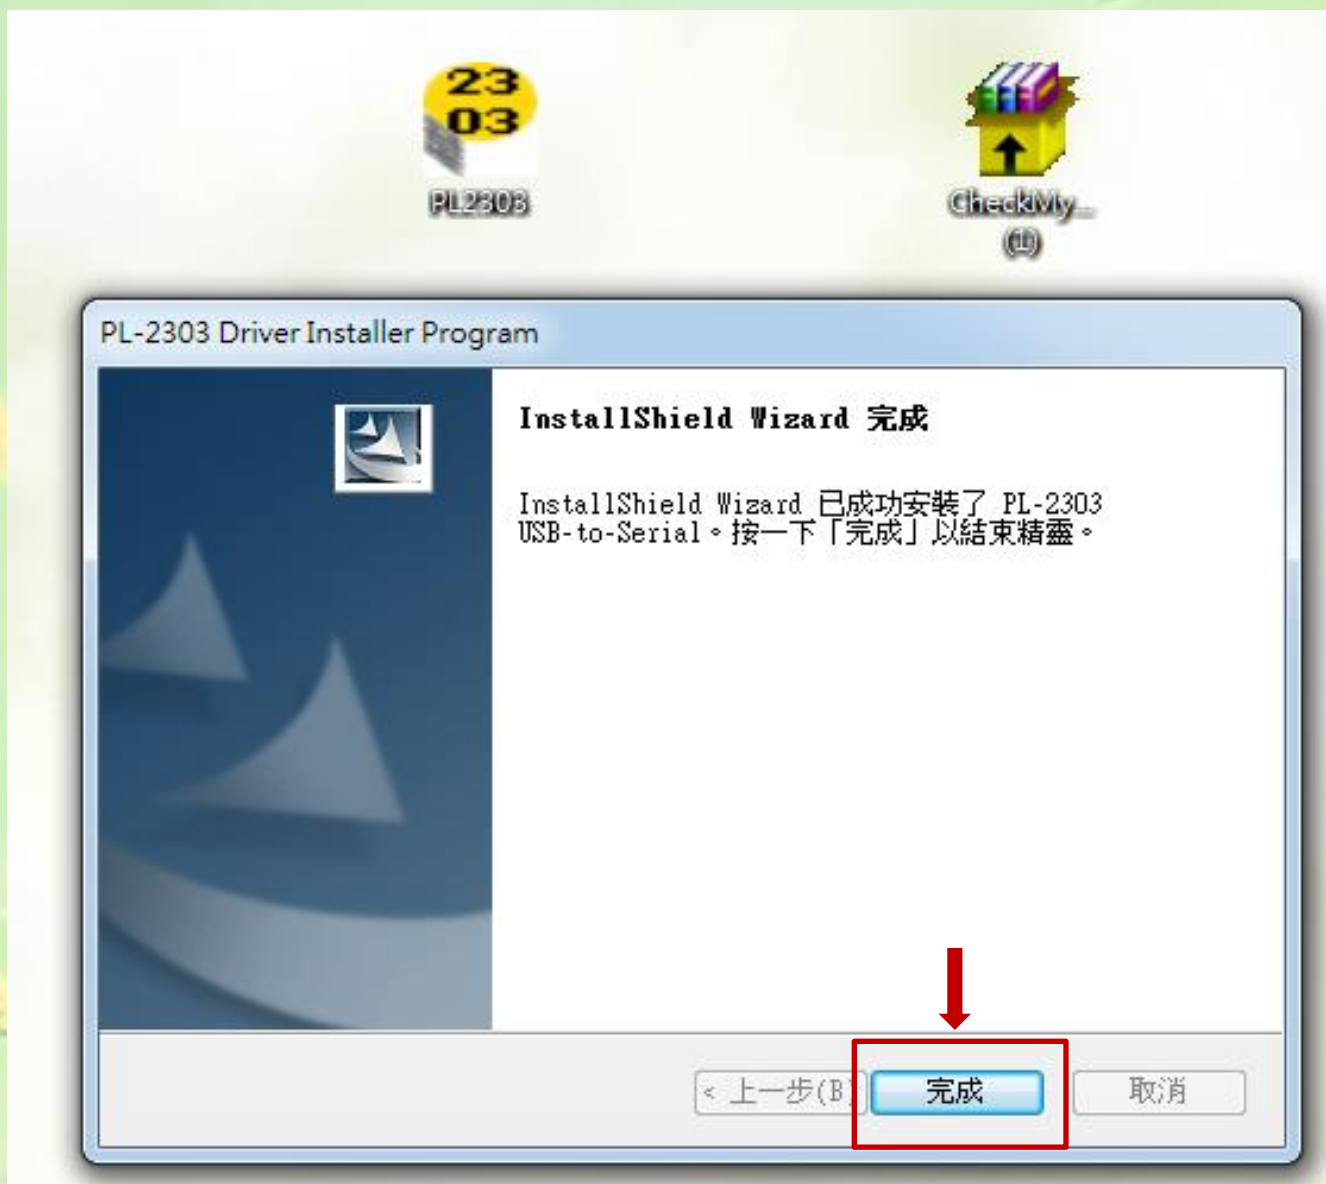 23
03
PL2303
CheckMy...
(1)
PL-2303 Driver Installer Program
InstallShield Wizard 完成
InstallShield Wizard 已成功安裝了 PL-2303
USB-to-Serial。按一下「完成」以結束精靈。
< 上一步(B)
完成
取消